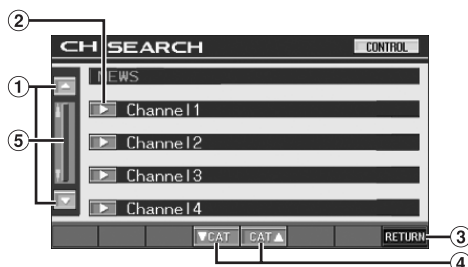 ②
CH SEARCH CONTROL
① NEWS
Channel1
⑤ Channel2
Channel3
Channel4
▼CAT CAT▲ RETURN ③
④